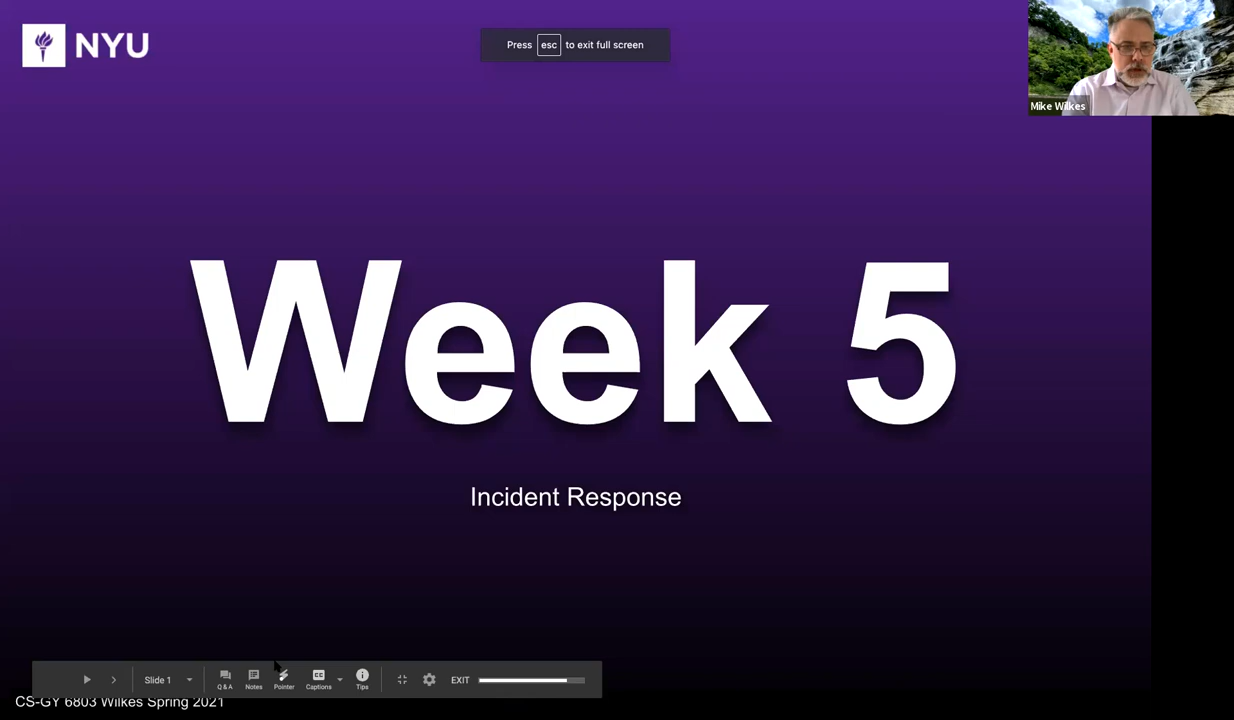 NYU
Press esc to exit full screen
Mike Wilkes
Week 5
Incident Response
Slide 1
Q & A
Notes
Pointer
CC
Captions
Tips
EXIT
CS-GY 6803 Wilkes Spring 2021